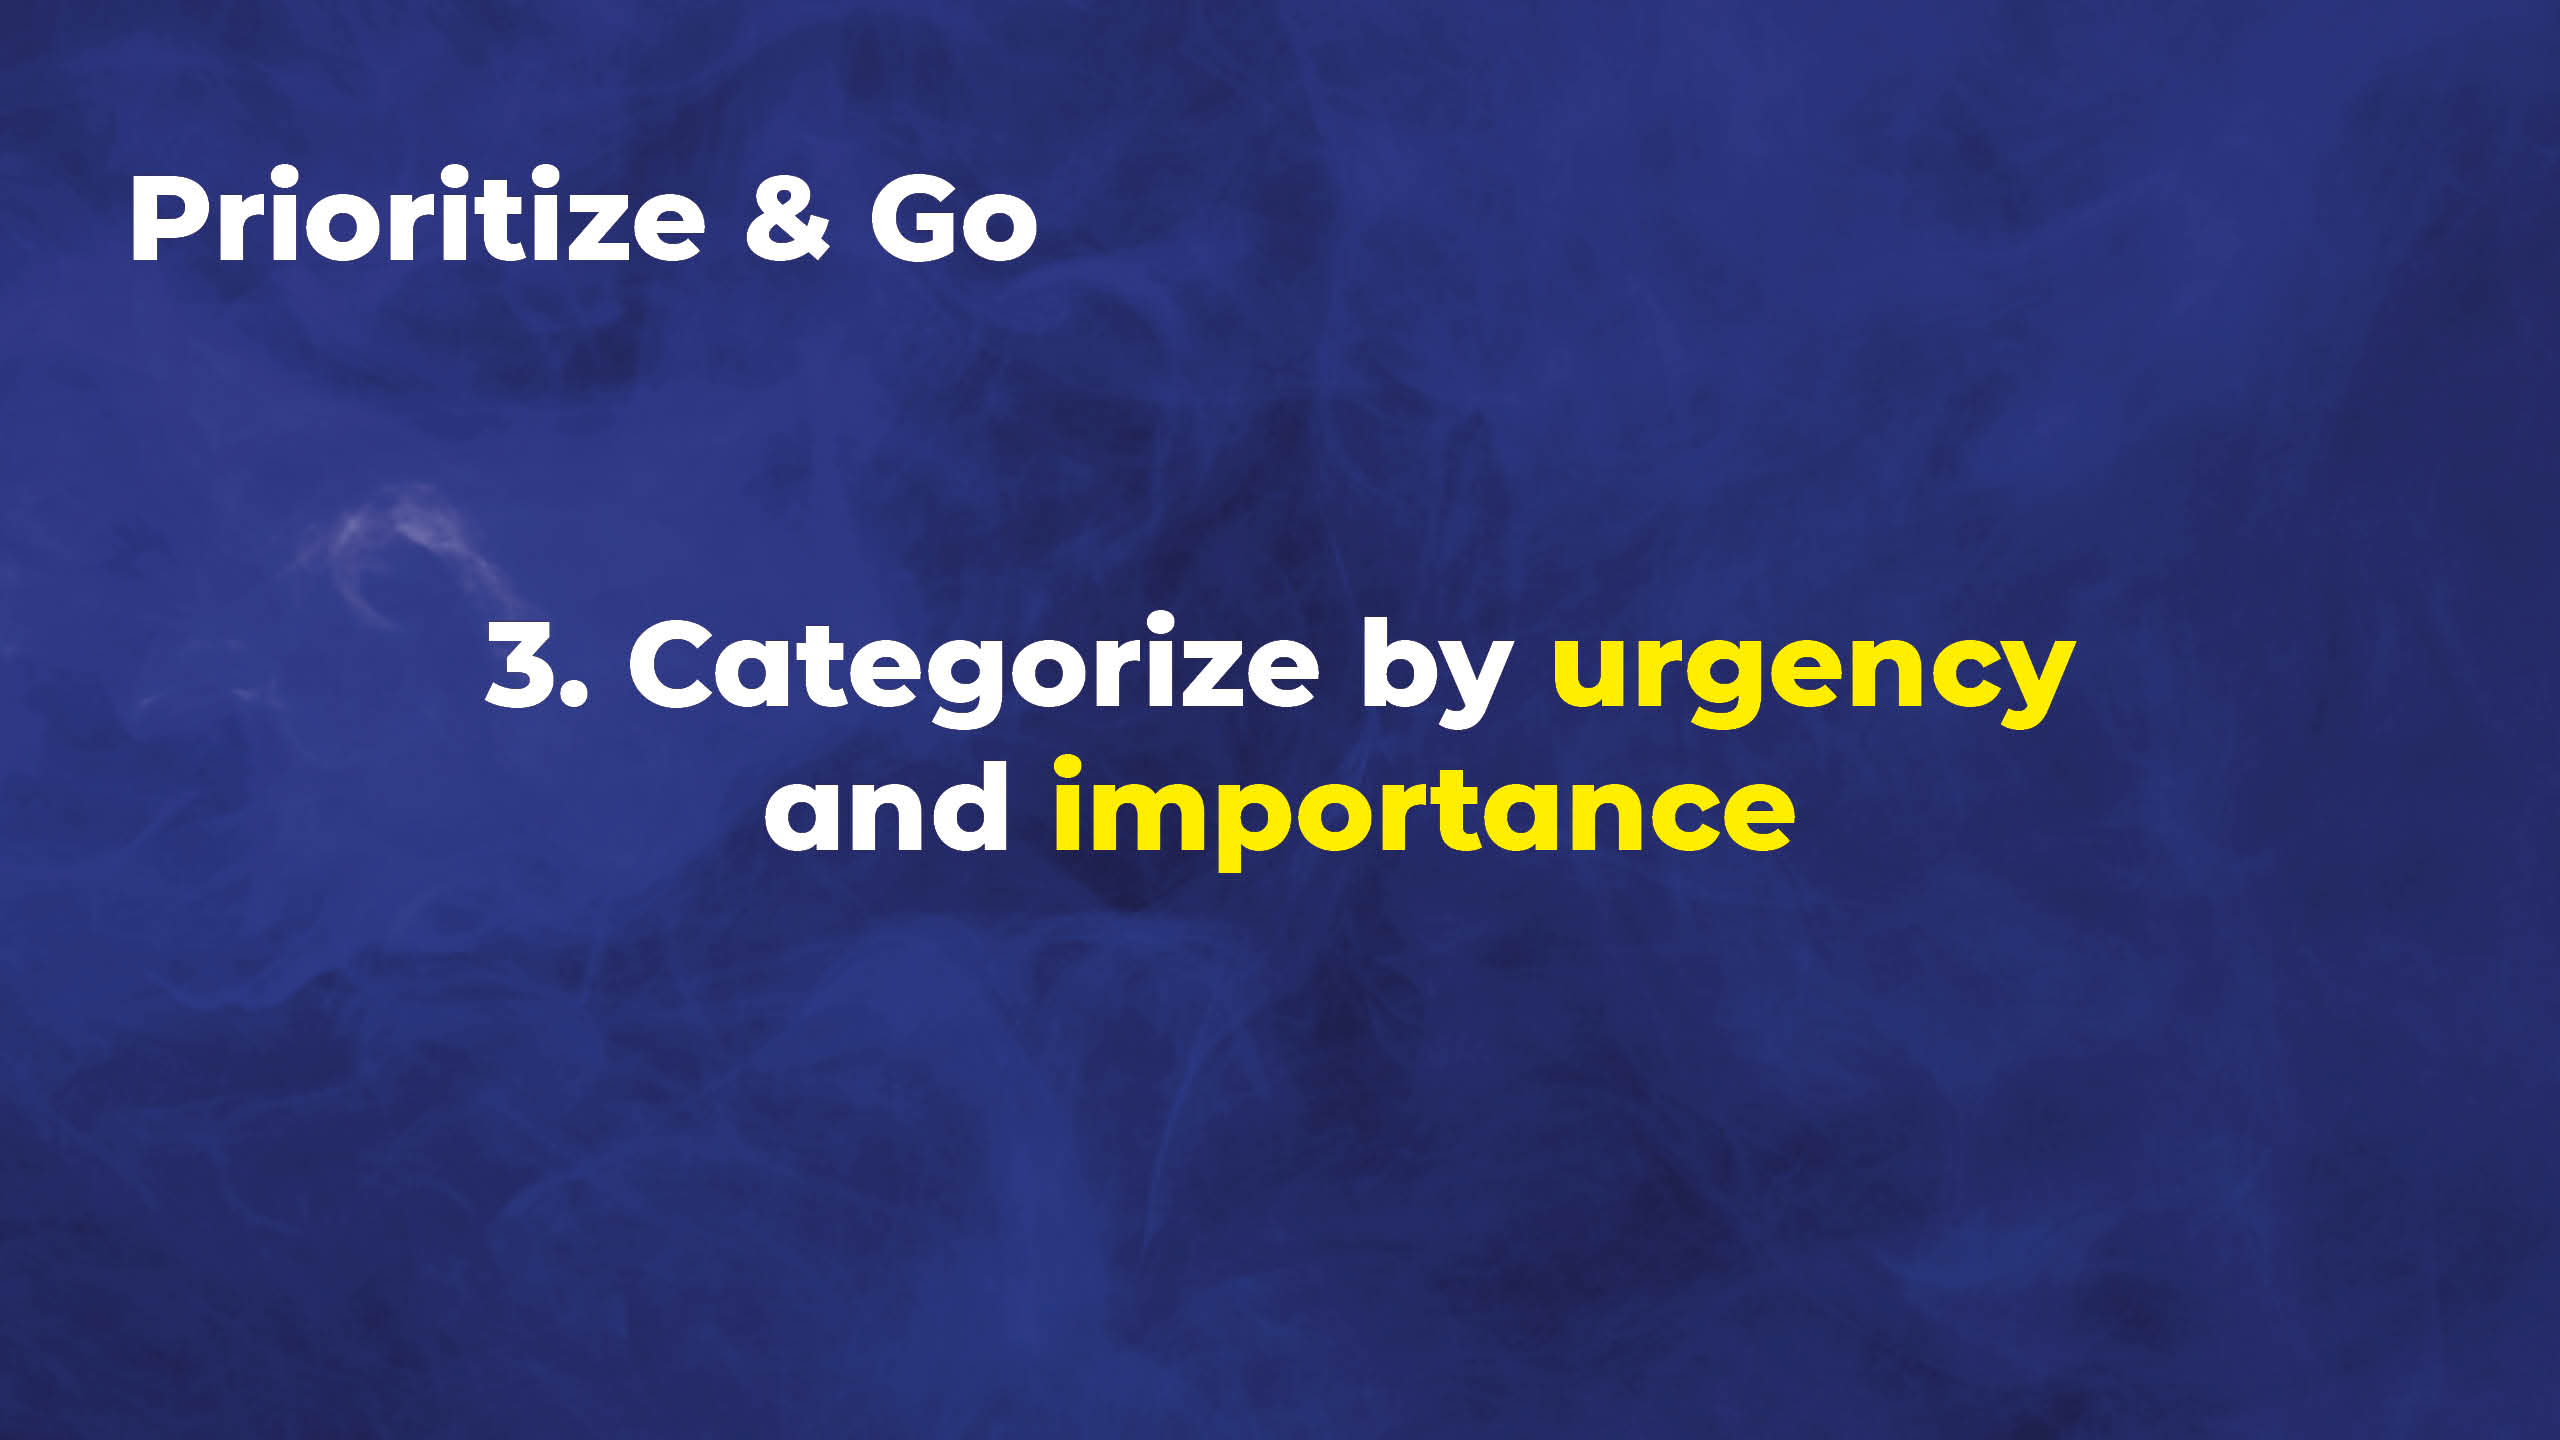 Prioritize & Go
3. Categorize by urgency
and importance